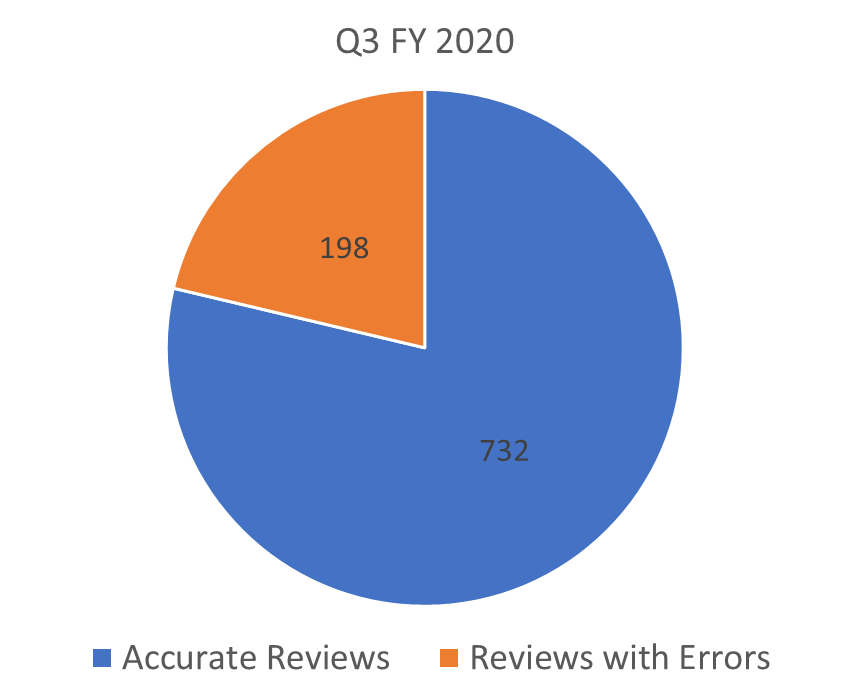 Q3 FY 2020
198
732
Accurate Reviews
Reviews with Errors